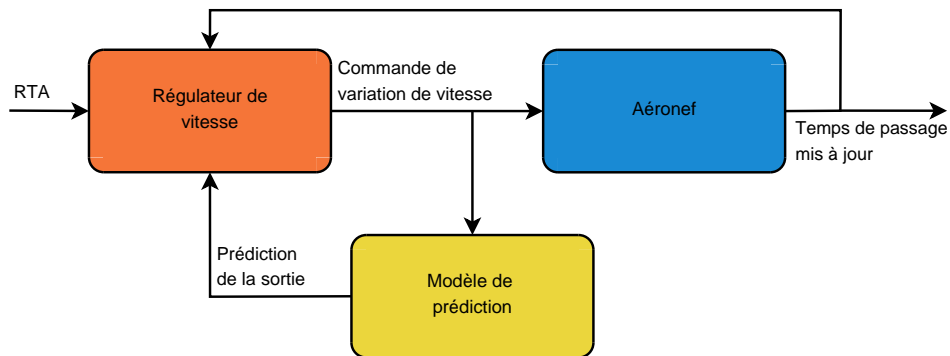 RTA
Régulateur de
vitesse
Commande de
variation de vitesse
Aéronef
Temps de passage
mis à jour
Prédiction
de la sortie
Modèle de
prédiction